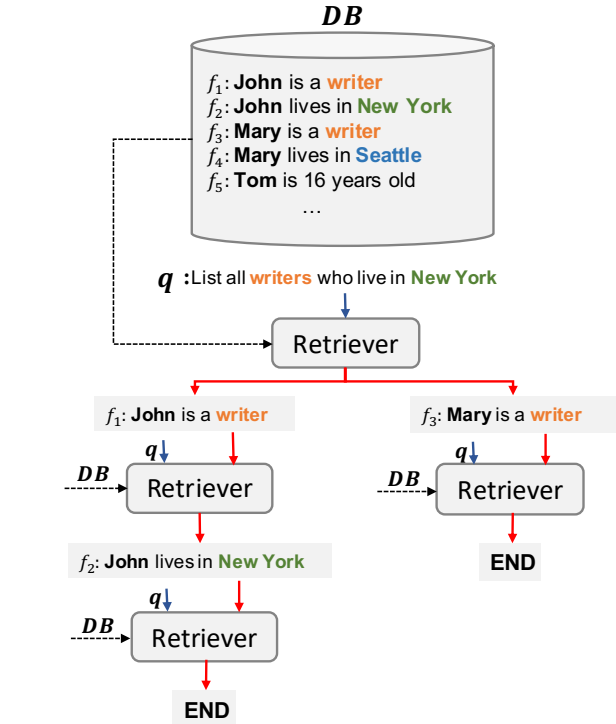 DB
f₁: John is a writer
f₂: John lives in New York
f₃: Mary is a writer
f₄: Mary lives in Seattle
f₅: Tom is 16 years old
...
q :List all writers who live in New York
Retriever
f₁: John is a writer
f₃: Mary is a writer
q
q
DB
Retriever
DB
Retriever
f₂: John lives in New York
END
q
DB
Retriever
END